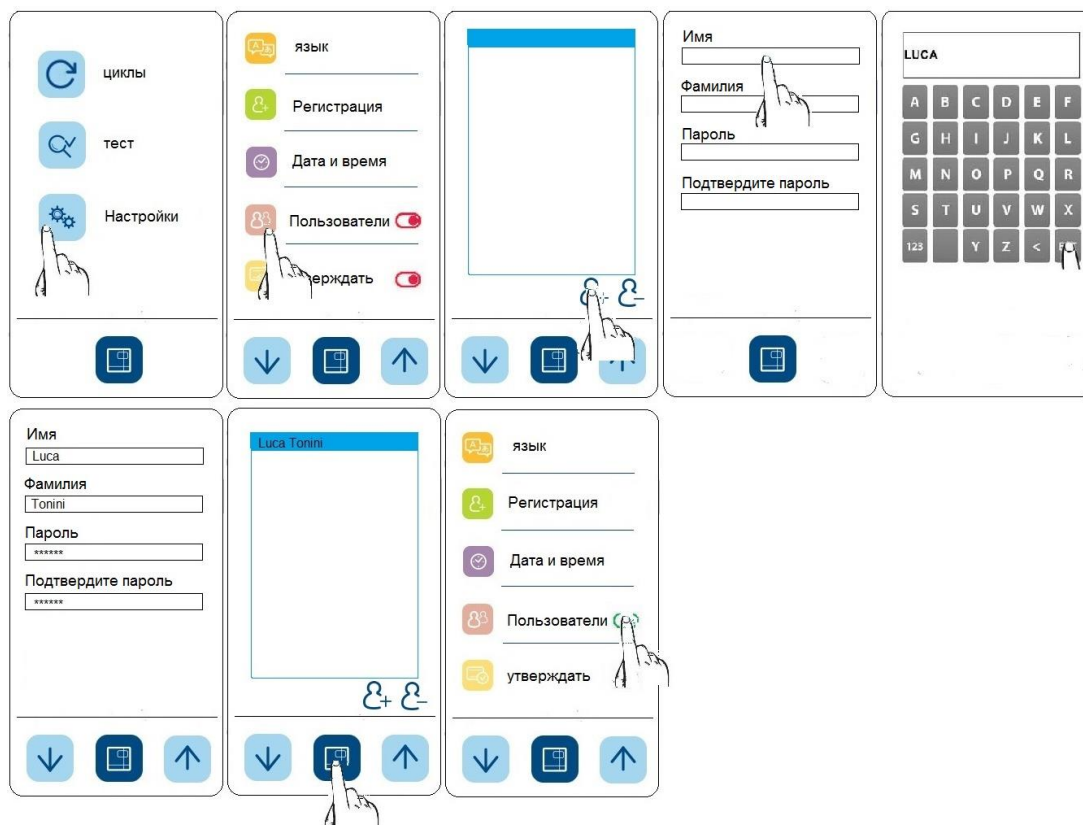 циклы
тест
Настройки
язык
Регистрация
Дата и время
Пользователи
ерждать
Имя
Фамилия
Пароль
Подтвердите пароль
LUCA
A B C D E F
G H I J K L
M N O P Q R
S T U V W X
123 Y Z <
Имя
Luca
Фамилия
Tonini
Пароль
******
Подтвердите пароль
******
Luca Tonini
язык
Регистрация
Дата и время
Пользователи
утверждать